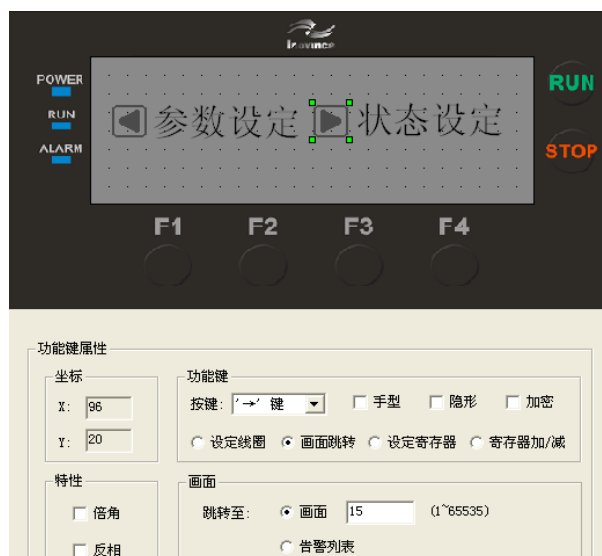 Inovince
POWER
RUN
ALARM
参数设定 状态设定
RUN
STOP
F1 F2 F3 F4
功能键属性
坐标
X: 96
Y: 20
功能键
按键: '→' 键 手型 隐形 加密
设定线圈 画面跳转 设定寄存器 寄存器加/减
特性
倍角
反相
画面
跳转至: 画面 15 (1~65535)
告警列表